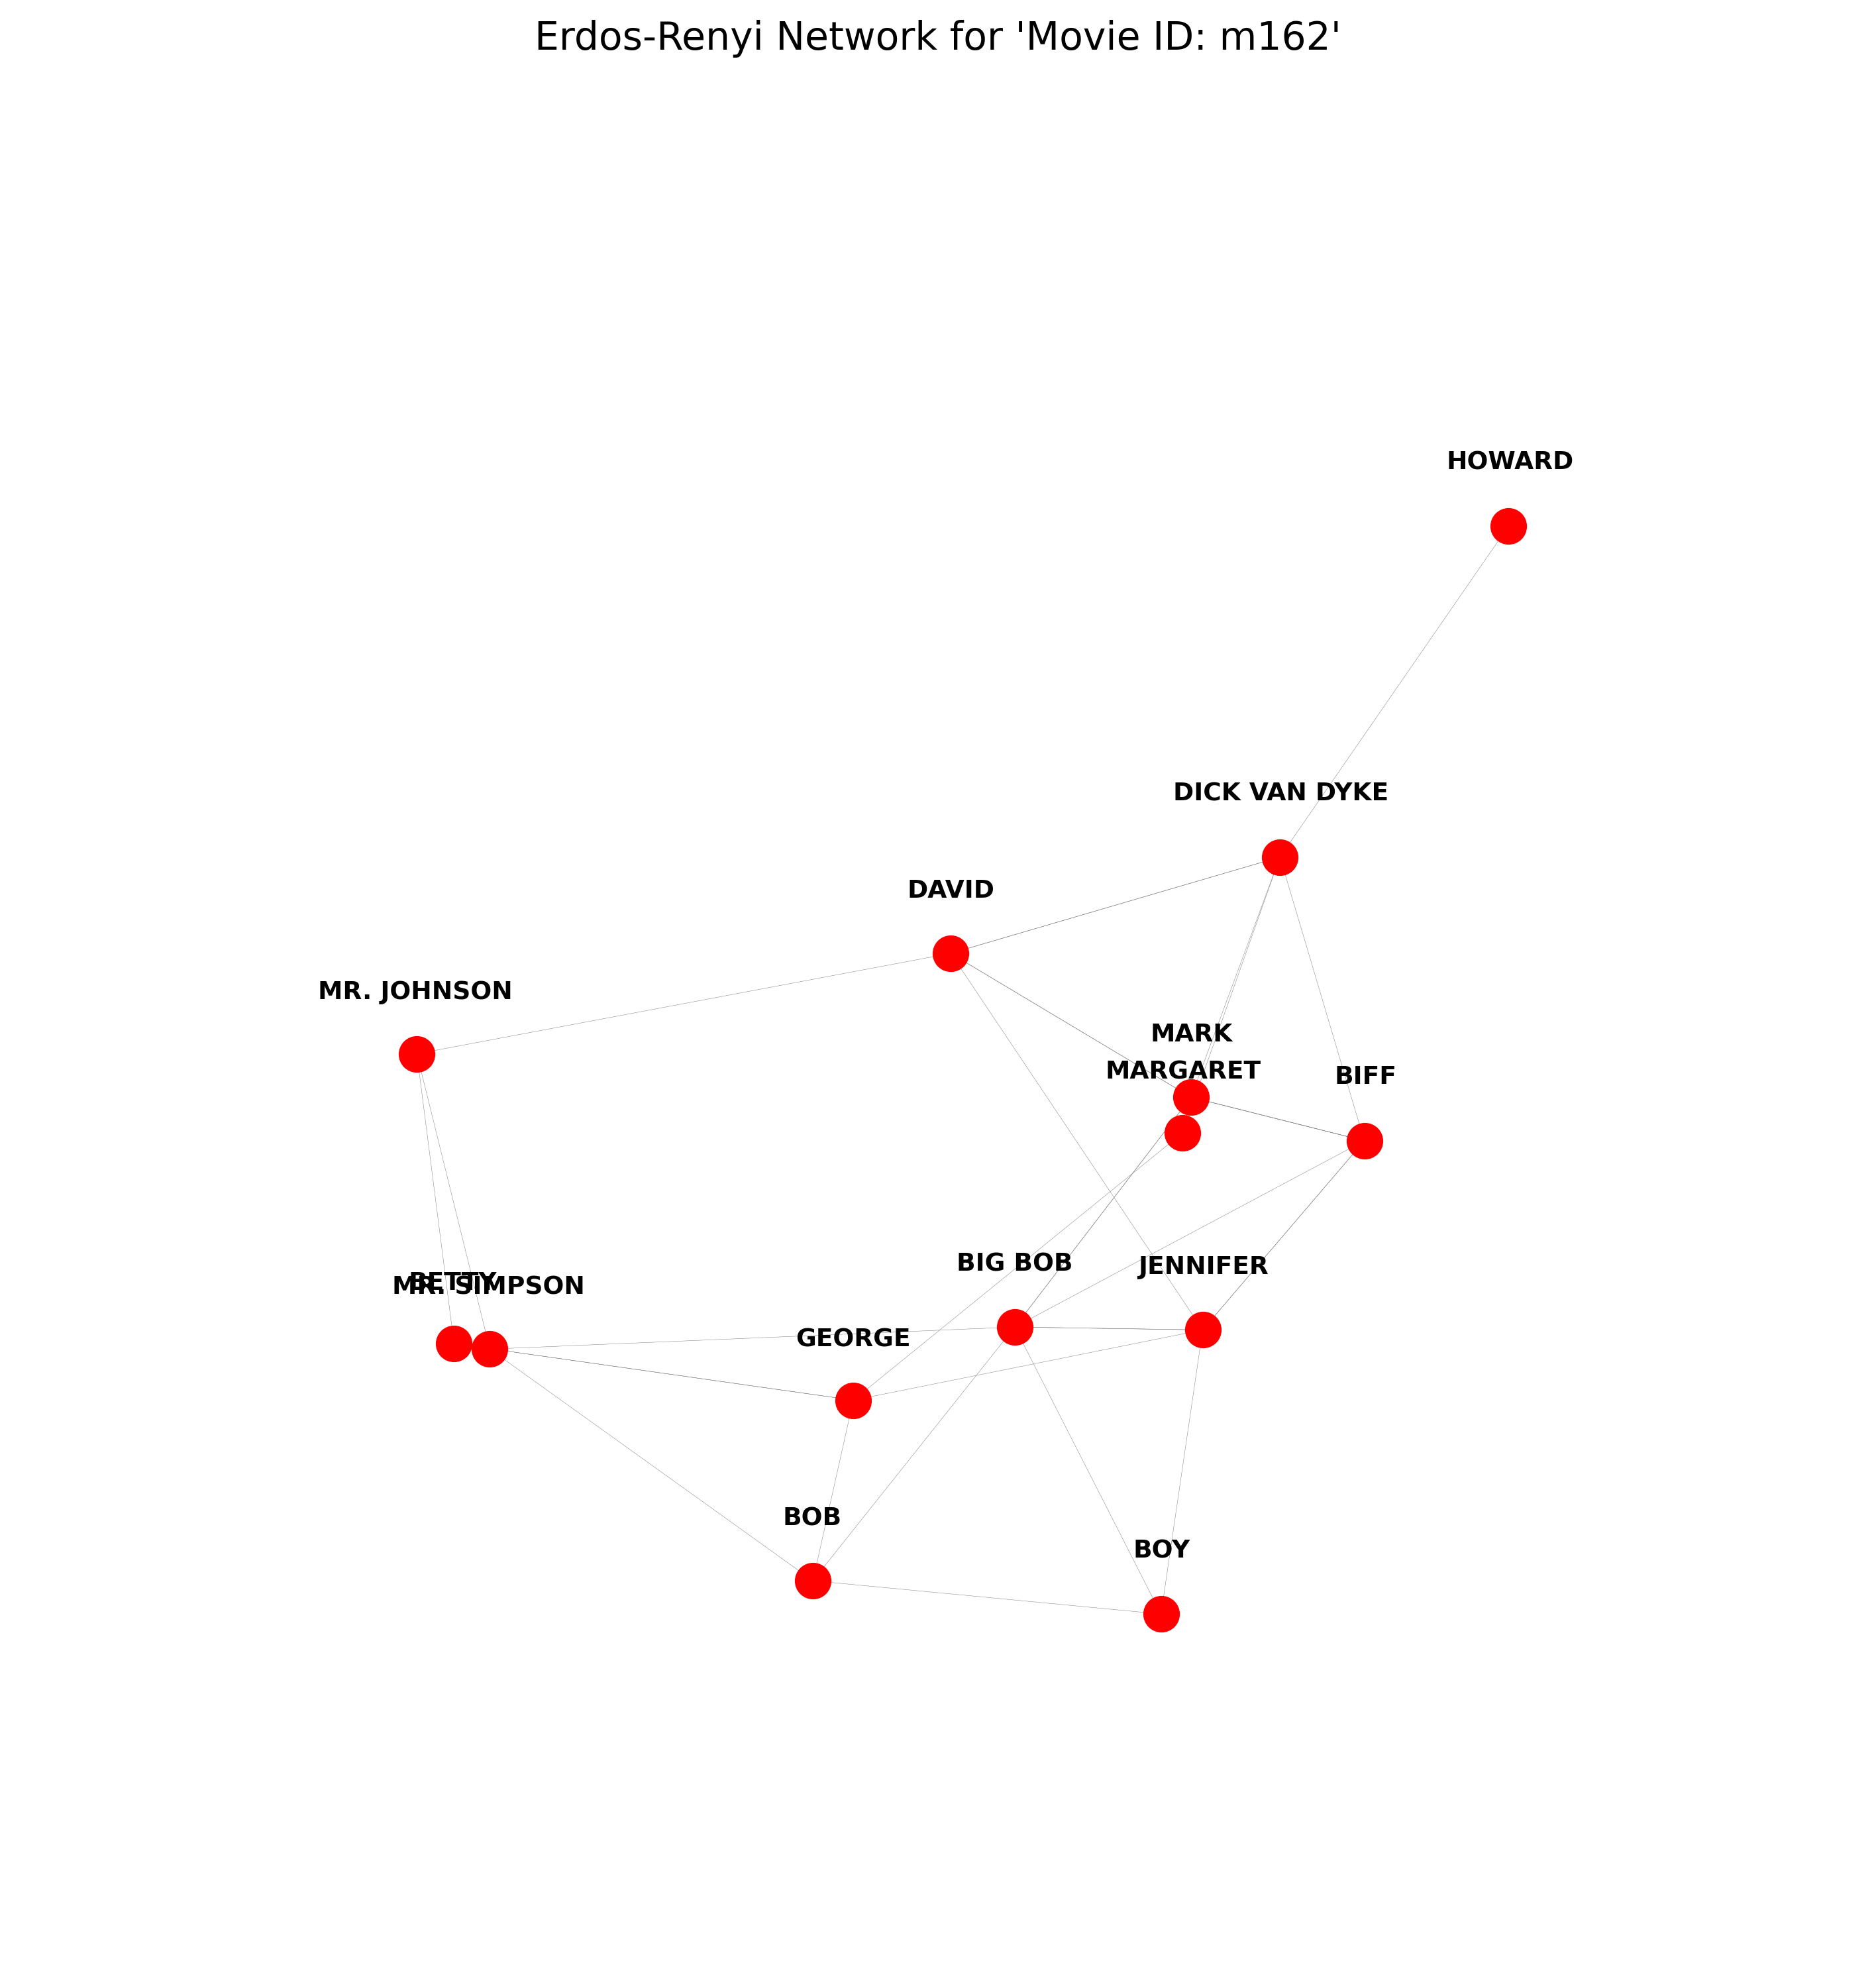 Erdos-Renyi Network for 'Movie ID: m162'
HOWARD
DICK VAN DYKE
DAVID
MR. JOHNSON
MARK
MARGARET
BIFF
BIG BOB
JENNIFER
BETTY
MR. SIMPSON
GEORGE
BOB
BOY